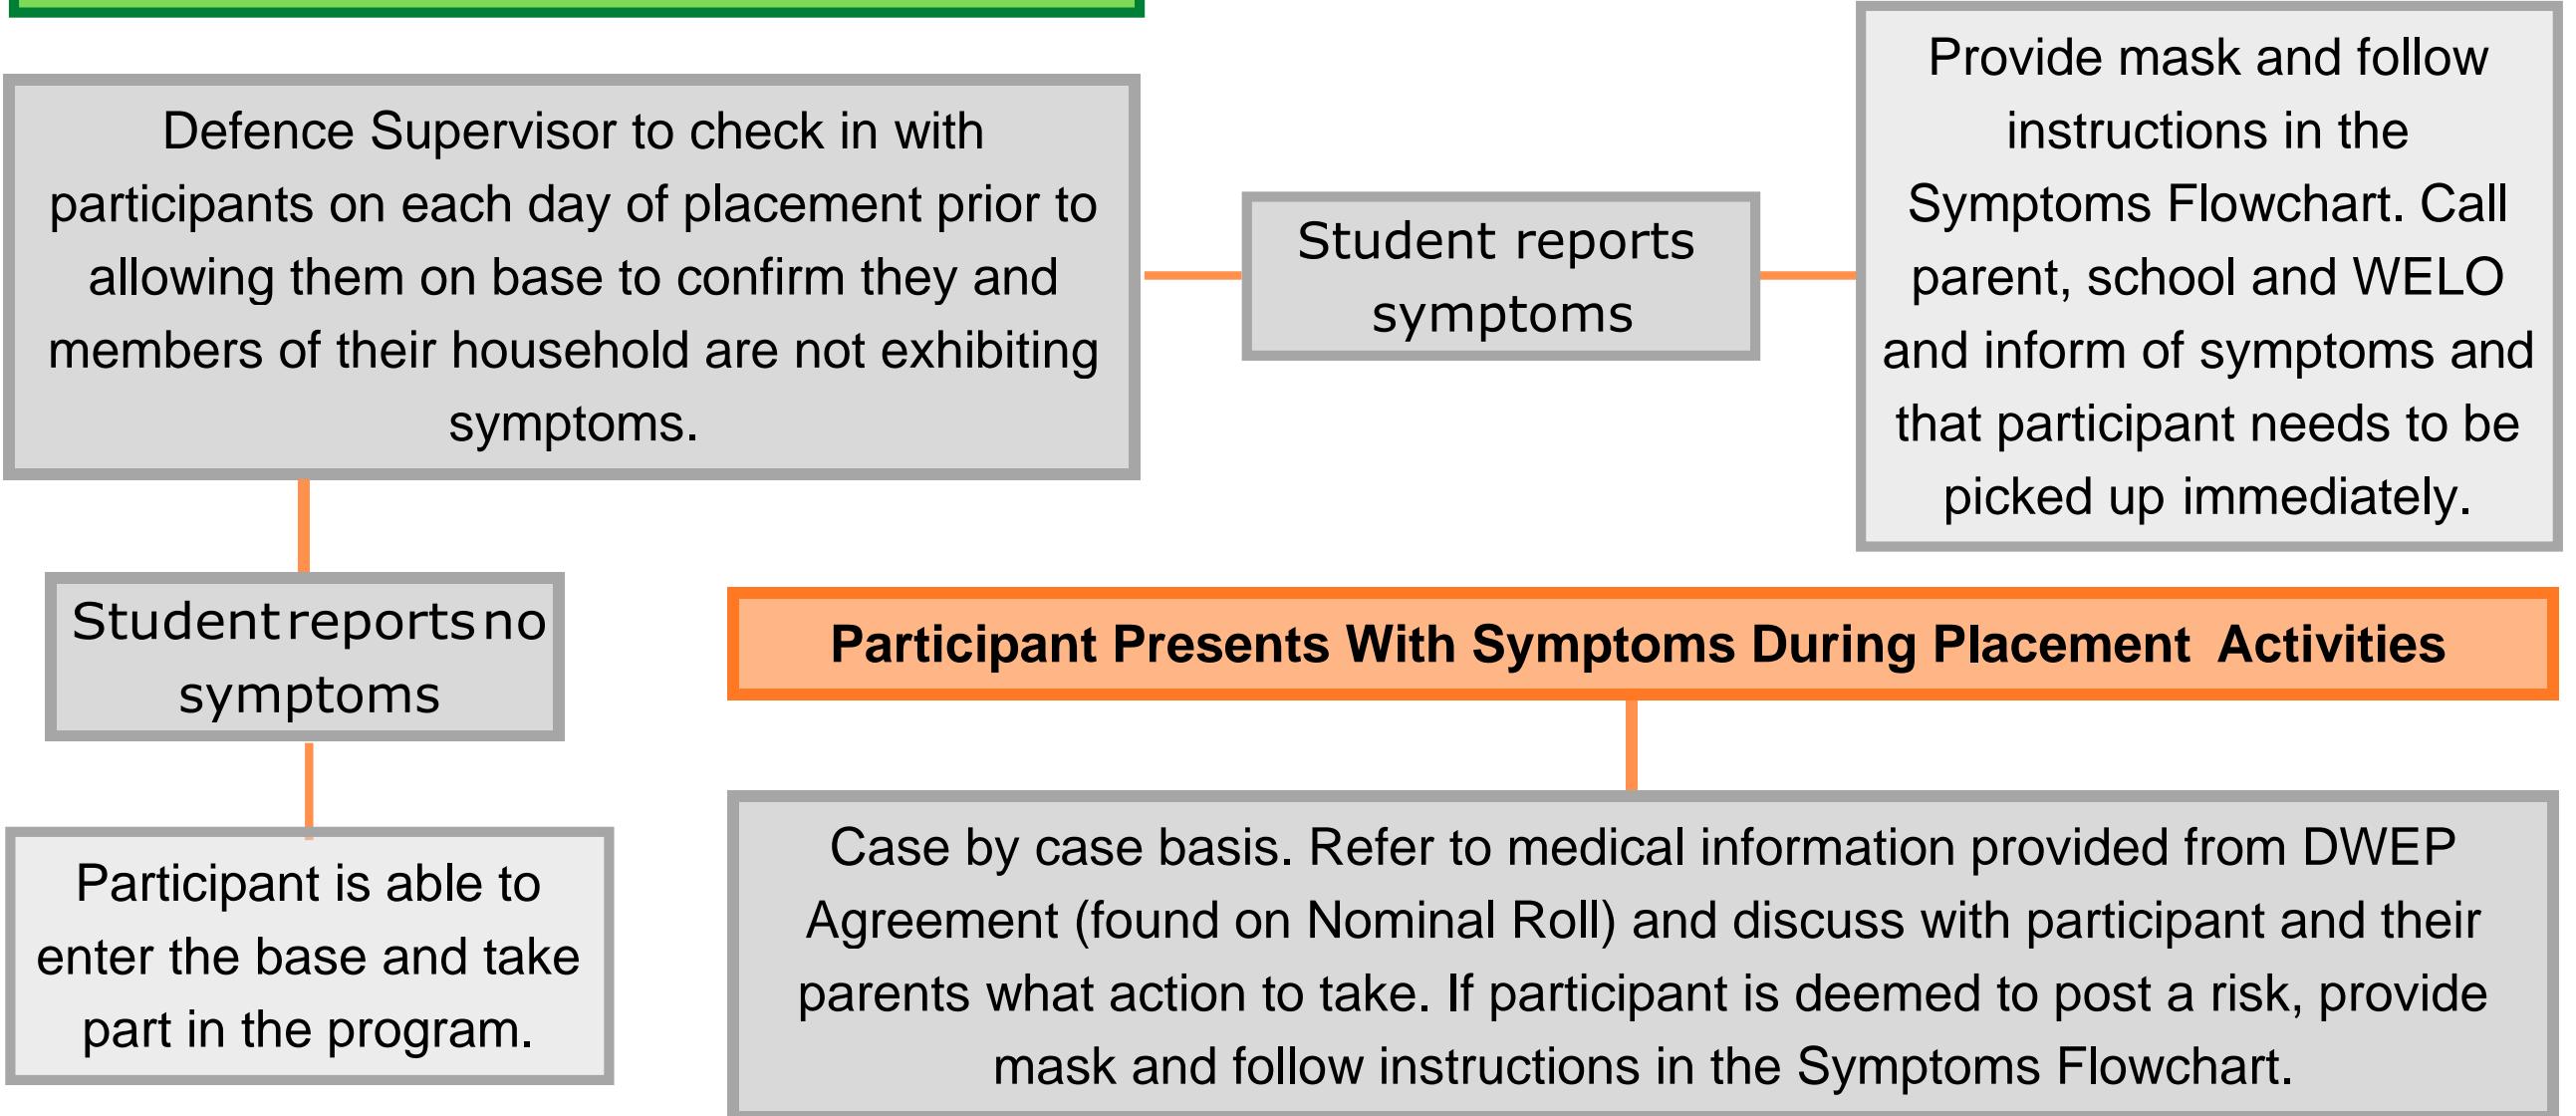 Defence Supervisor to check in with
participants on each day of placement prior to
allowing them on base to confirm they and
members of their household are not exhibiting
symptoms.
Student reports
symptoms
Provide mask and follow
instructions in the
Symptoms Flowchart. Call
parent, school and WELO
and inform of symptoms and
that participant needs to be
picked up immediately.
Student reports no
symptoms
Participant is able to
enter the base and take
part in the program.
Participant Presents With Symptoms During Placement Activities
Case by case basis. Refer to medical information provided from DWEP
Agreement (found on Nominal Roll) and discuss with participant and their
parents what action to take. If participant is deemed to post a risk, provide
mask and follow instructions in the Symptoms Flowchart.